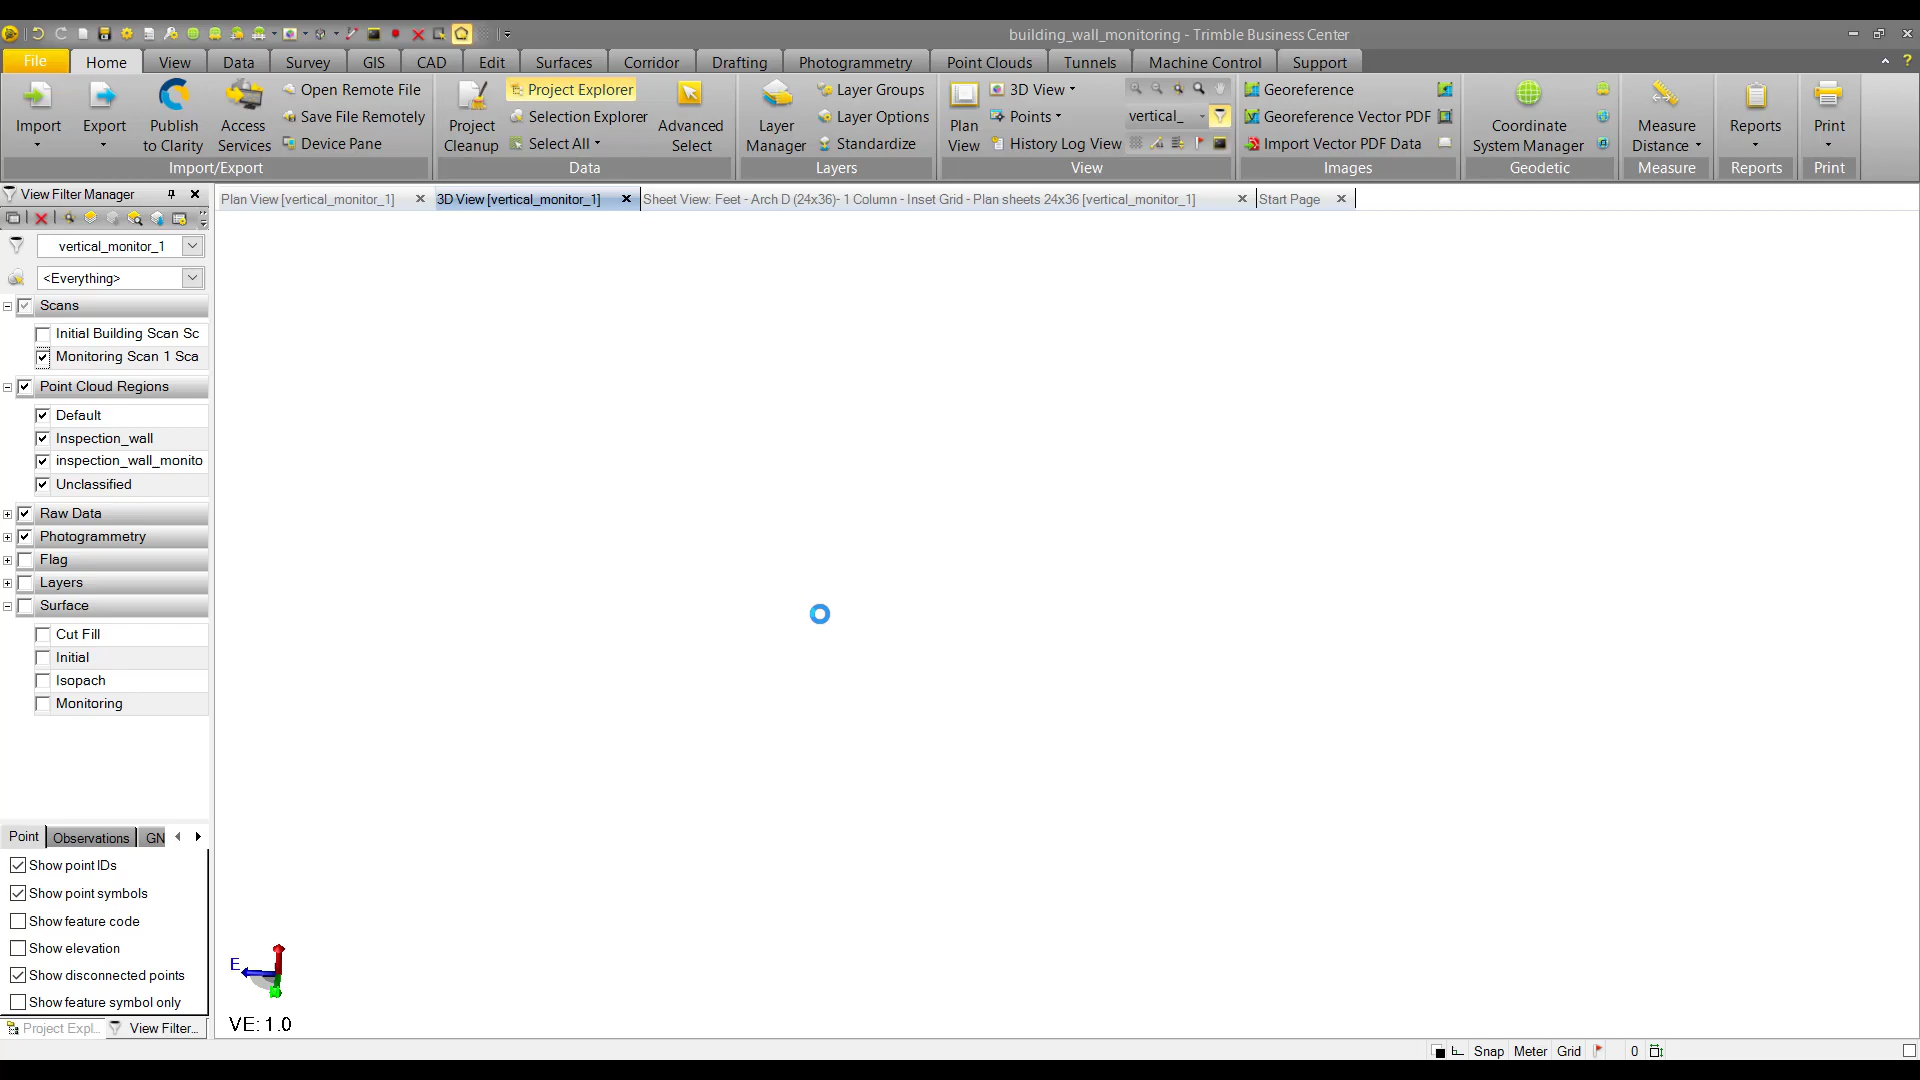 building_wall_monitoring - Trimble Business Center
File Home View Data Survey GIS CAD Edit Surfaces Corridor Drafting Photogrammetry Point Clouds Tunnels Machine Control Support
Import Export Publish to Clarity Access Services
Open Remote File
Save File Remotely
Device Pane
Import/Export
Project Cleanup
Project Explorer
Selection Explorer
Select All
Advanced Select
Data
Layer Manager
Layer Groups
Layer Options
Standardize
Layers
Plan View
3D View
Points
History Log View
vertical_
View
Georeference
Georeference Vector PDF
Import Vector PDF Data
Images
Coordinate System Manager
Geodetic
Measure Distance
Measure
Reports
Reports
Print
Print
View Filter Manager
Plan View [vertical_monitor_1] 3D View [vertical_monitor_1] Sheet View: Feet - Arch D (24x36)- 1 Column - Inset Grid - Plan sheets 24x36 [vertical_monitor_1] Start Page
vertical_monitor_1
<Everything>
Scans
Initial Building Scan Sc
Monitoring Scan 1 Sca
Point Cloud Regions
Default
Inspection_wall
inspection_wall_monito
Unclassified
Raw Data
Photogrammetry
Flag
Layers
Surface
Cut Fill
Initial
Isopach
Monitoring
Point Observations GN
Show point IDs
Show point symbols
Show feature code
Show elevation
Show disconnected points
Show feature symbol only
Project Expl... View Filter...
E
VE: 1.0
Snap Meter Grid 0